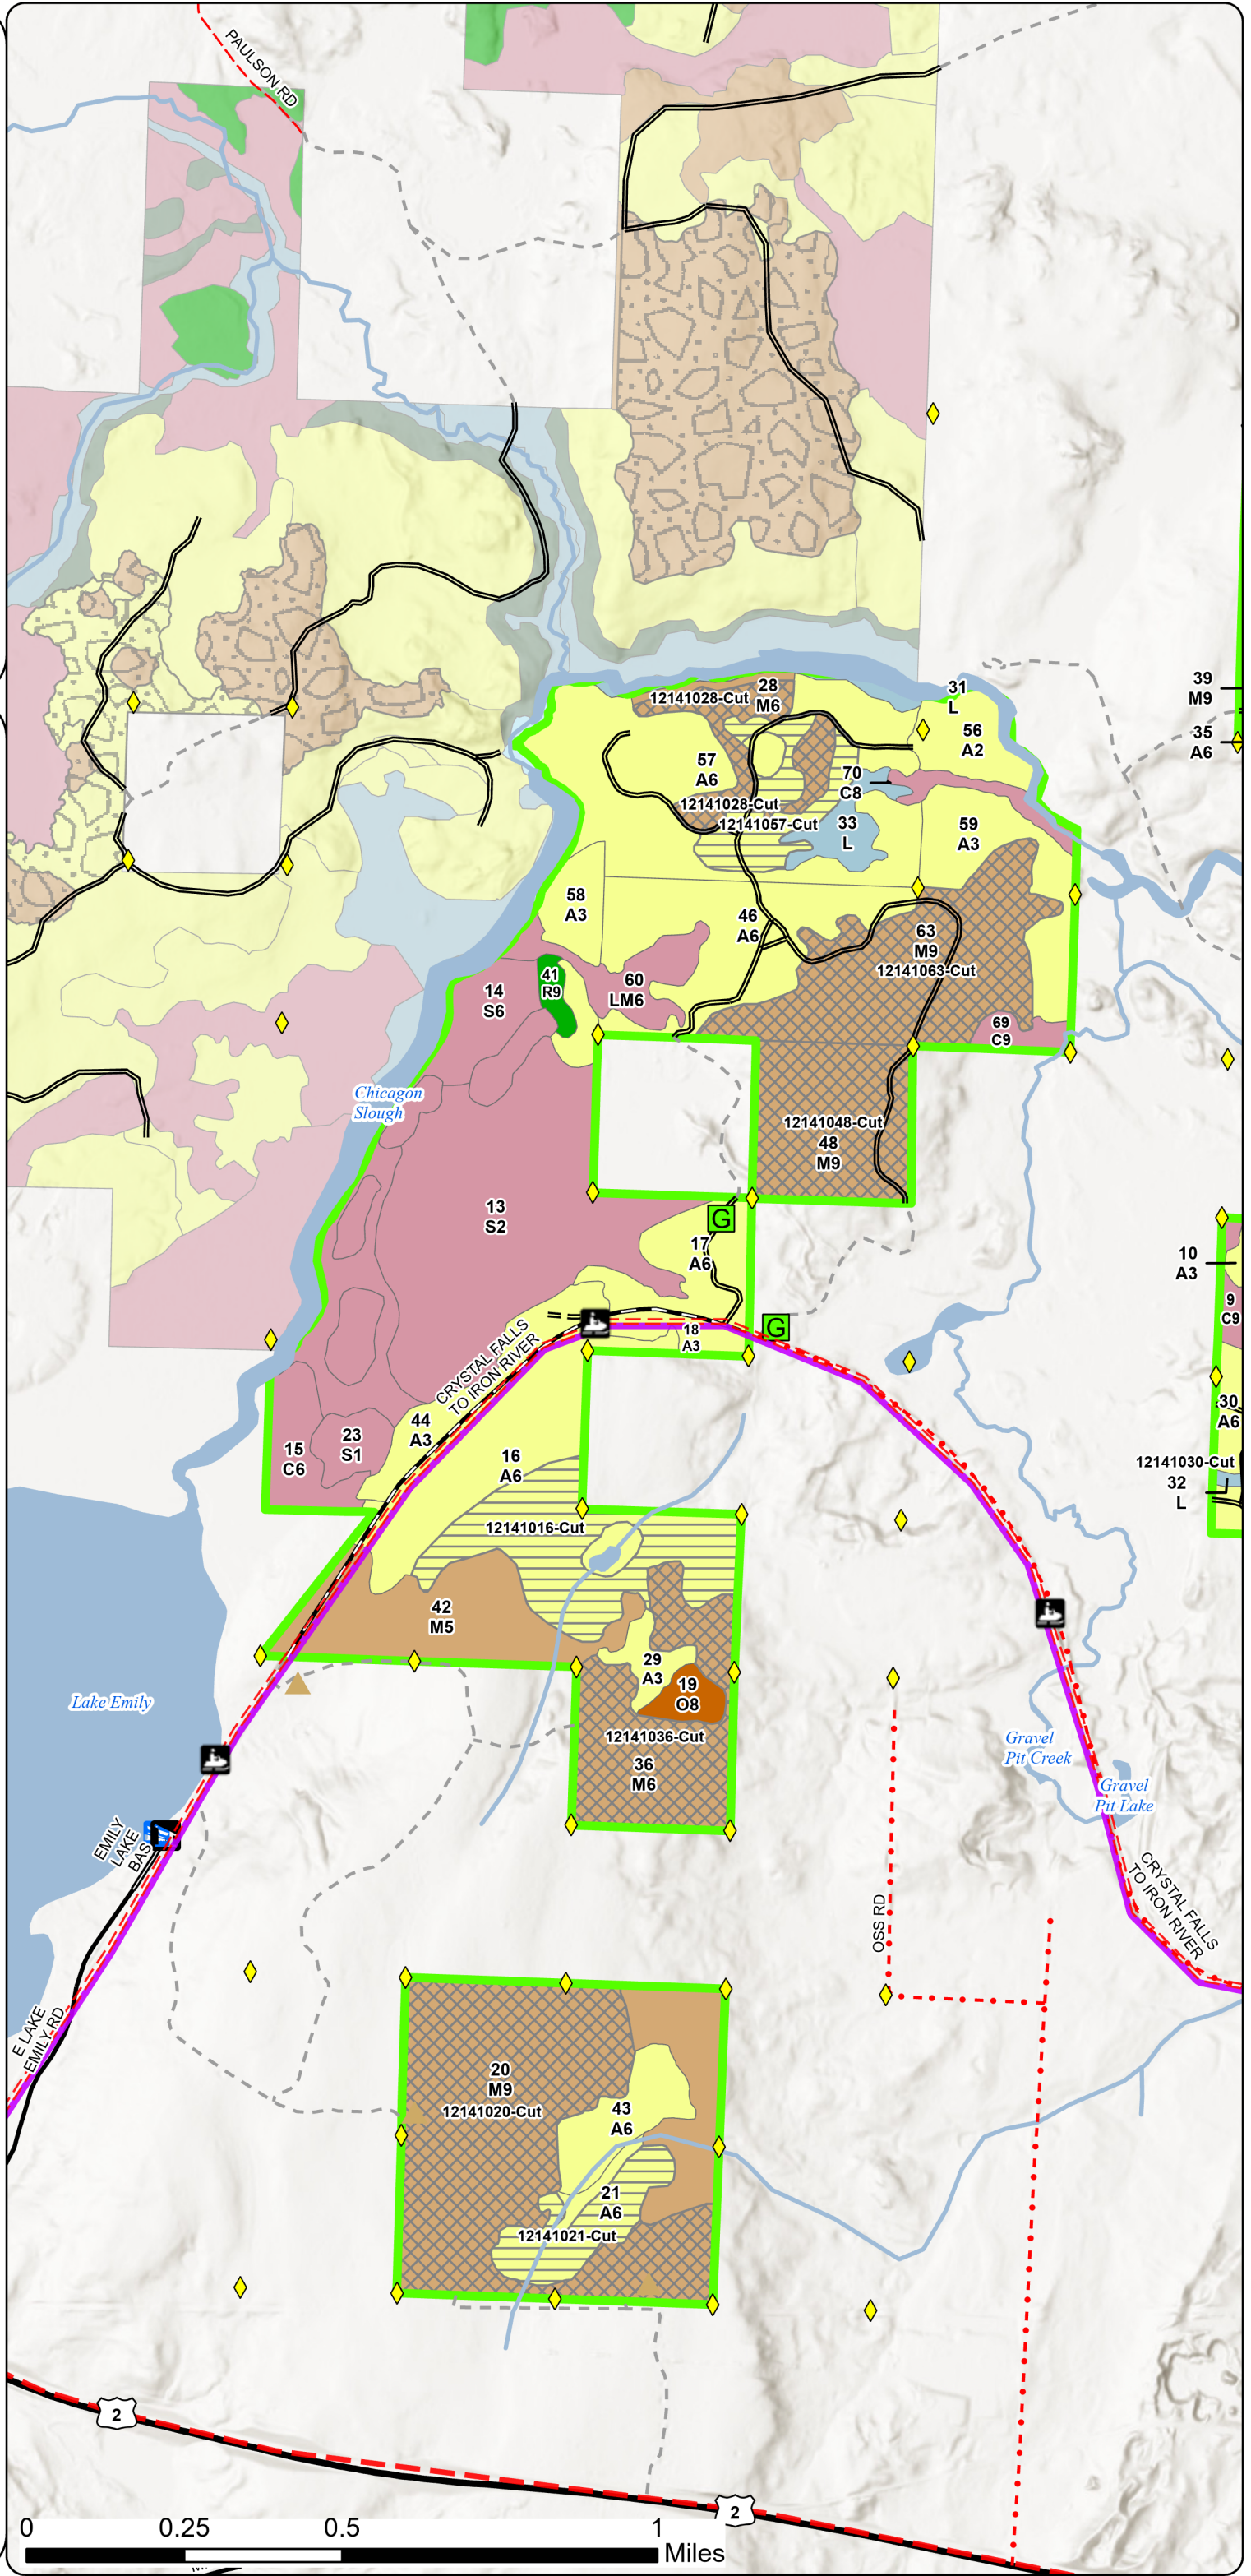 PAULSON RD
31
L
28
M6
12141028-Cut
39
M9
56
A2
35
A6
57
A6
70
C8
12141028-Cut
12141057-Cut
33
L
59
A3
58
A3
46
A6
63
M9
12141063-Cut
41
R9
60
LM6
14
S6
69
C9
Chicagon
Slough
12141048-Cut
48
M9
13
S2
G
17
A6
10
A3
9
C9
G
18
A3
CRYSTAL FALLS
TO IRON RIVER
44
A3
30
A6
23
S1
15
C6
16
A6
12141030-Cut
32
L
12141016-Cut
42
M5
29
A3
19
O8
Lake Emily
12141036-Cut
36
M6
Gravel
Pit Creek
Gravel
Pit Lake
EMILY
LAKE
BAS
CRYSTAL FALLS
TO IRON RIVER
OSS RD
E LAKE
EMILY RD
20
M9
12141020-Cut
43
A6
21
A6
12141021-Cut
2
2
0 0.25 0.5 1
Miles